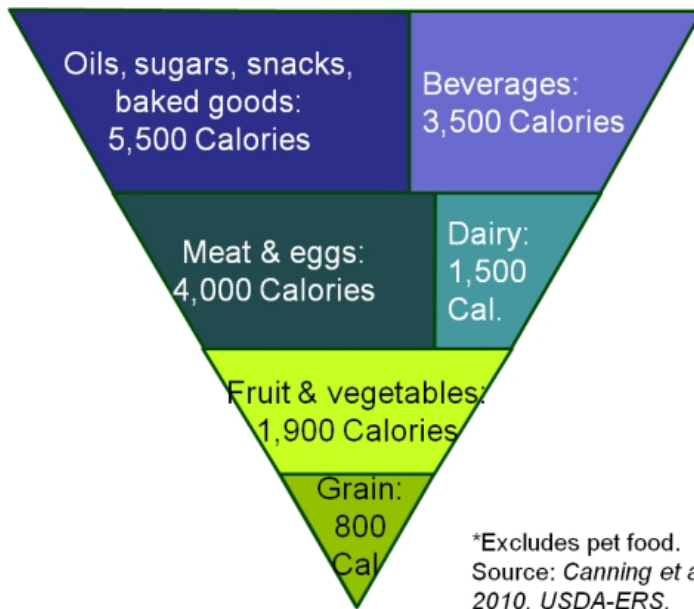 Oils, sugars, snacks,
baked goods:
5,500 Calories
Beverages:
3,500 Calories
Meat & eggs:
4,000 Calories
Dairy:
1,500
Cal.
Fruit & vegetables:
1,900 Calories
Grain:
800
Cal
*Excludes pet food.
Source: Canning et a
2010. USDA-ERS.